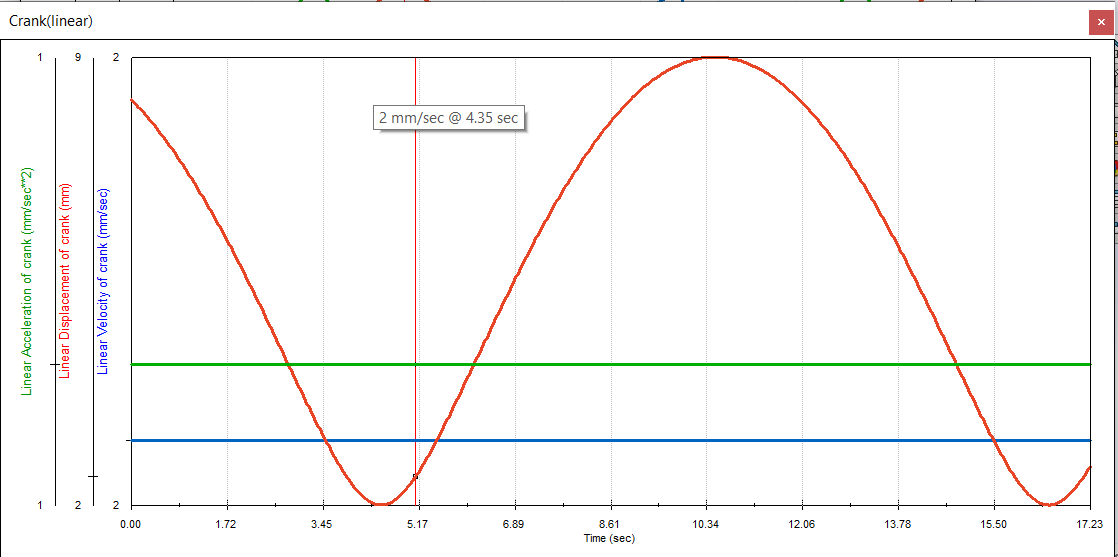 Crank(linear)
1 9 2
2 mm/sec @ 4.35 sec
Linear Acceleration of crank (mm/sec**2)
Linear Displacement of crank (mm)
Linear Velocity of crank (mm/sec)
1 2 2
0.00 1.72 3.45 5.17 6.89 8.61 10.34 12.06 13.78 15.50 17.23
Time (sec)